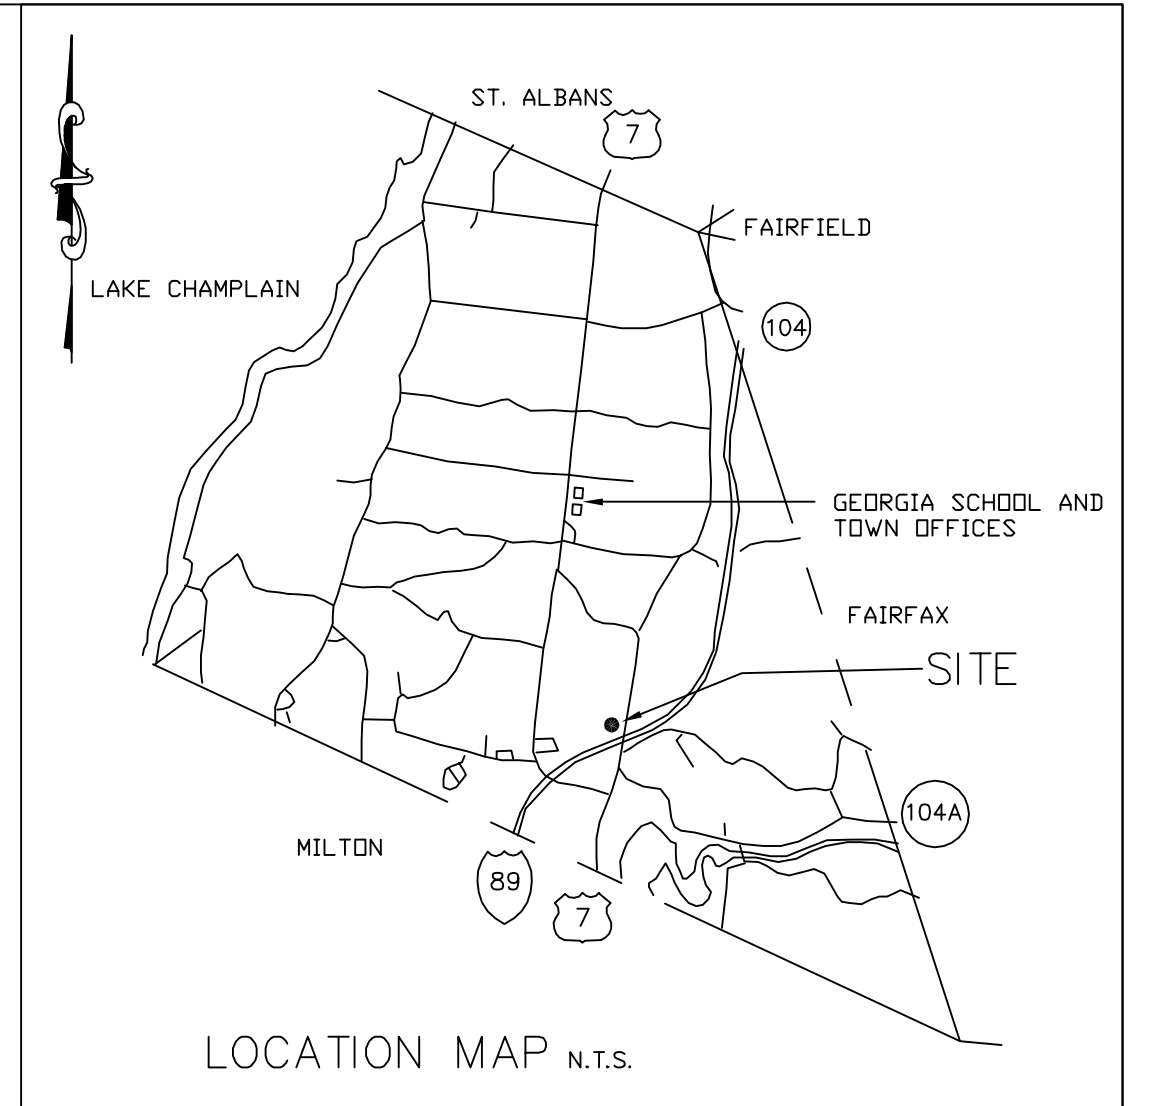 ST. ALBANS
7
FAIRFIELD
LAKE CHAMPLAIN
104
GEORGIA SCHOOL AND
TOWN OFFICES
FAIRFAX
SITE
104A
MILTON
89
7
LOCATION MAP N.T.S.